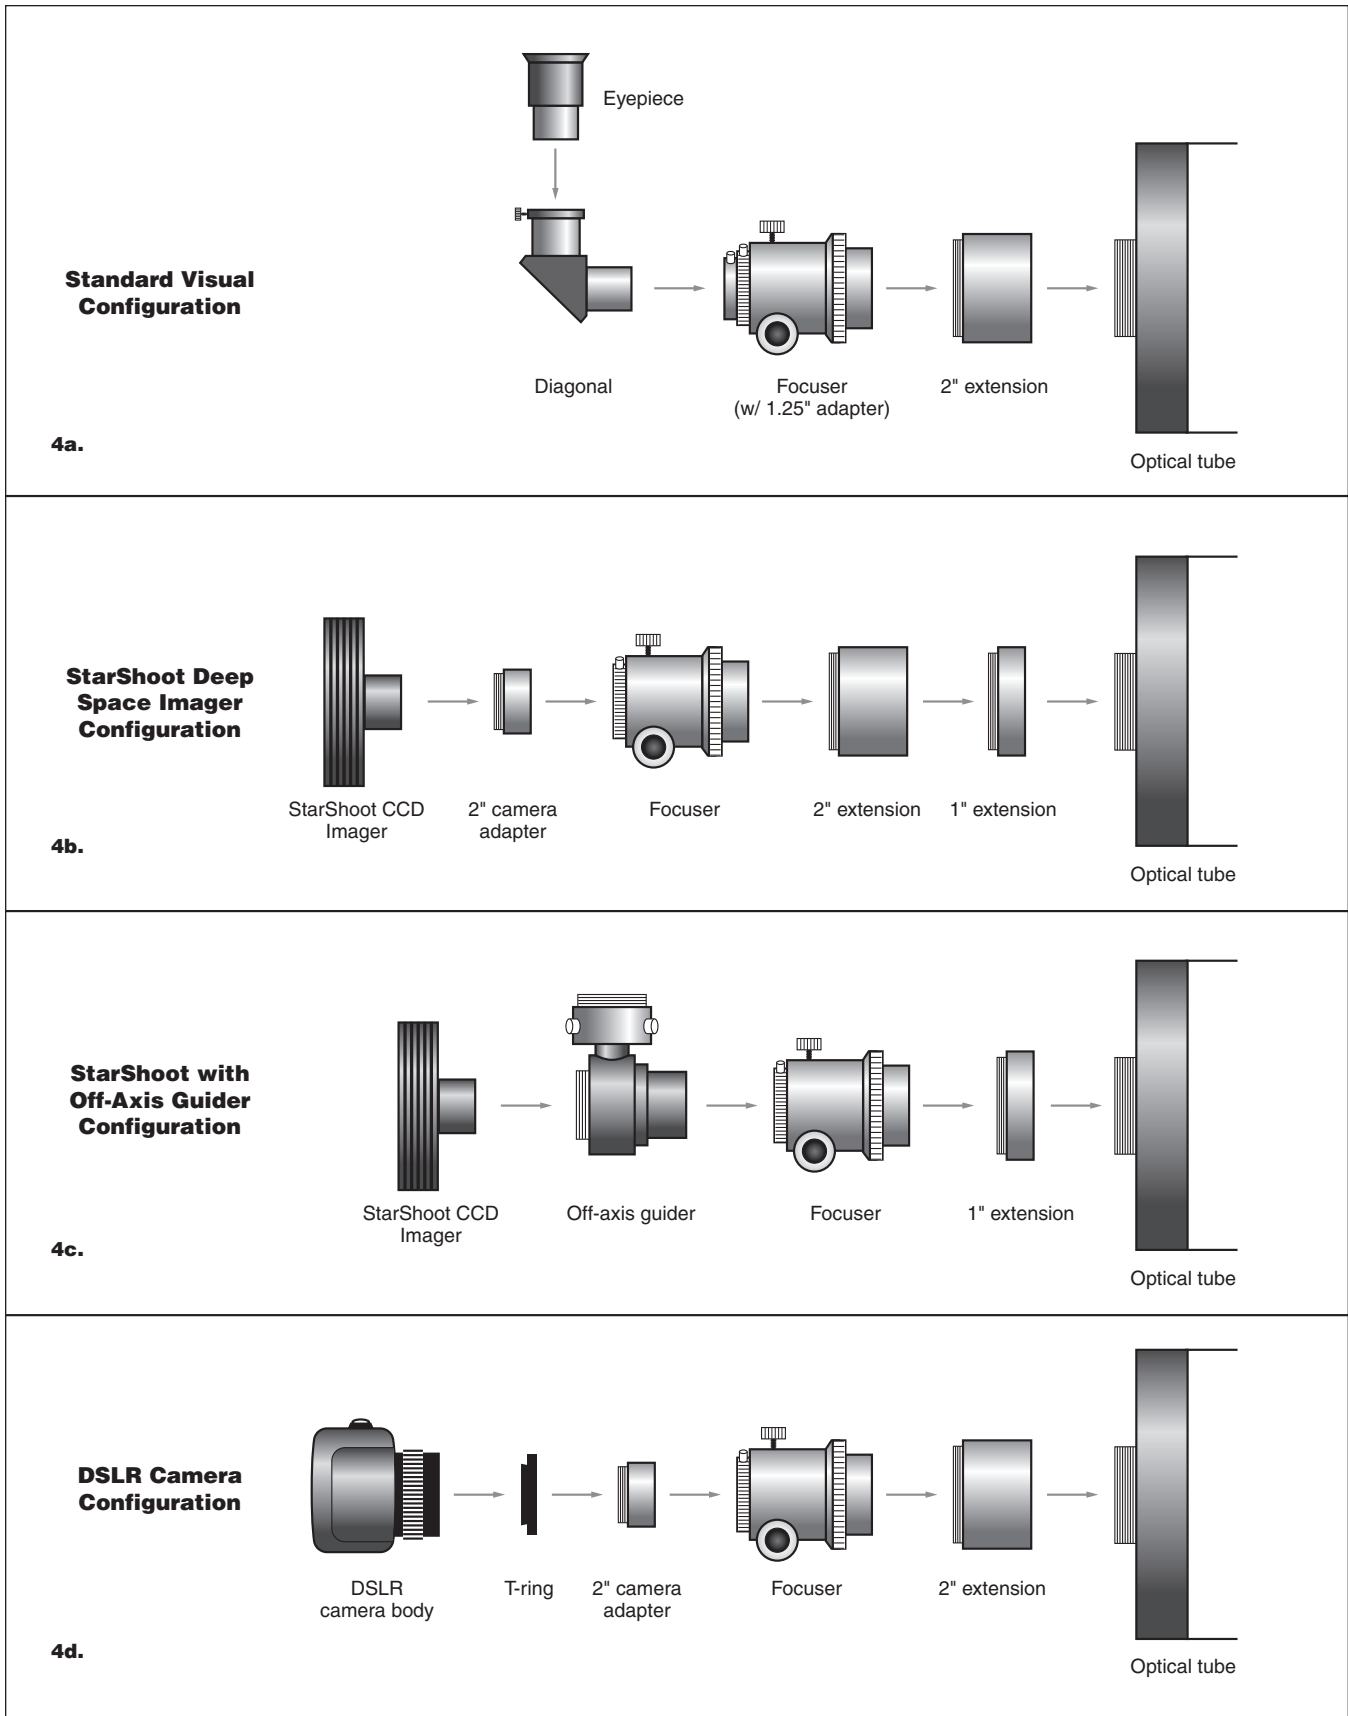 Eyepiece
Standard Visual
Configuration
Diagonal
Focuser
(w/ 1.25" adapter)
2" extension
4a.
Optical tube
StarShoot Deep
Space Imager
Configuration
StarShoot CCD
Imager
2" camera
adapter
Focuser
2" extension
1" extension
4b.
Optical tube
StarShoot with
Off-Axis Guider
Configuration
StarShoot CCD
Imager
Off-axis guider
Focuser
1" extension
4c.
Optical tube
DSLR Camera
Configuration
DSLR
camera body
T-ring
2" camera
adapter
Focuser
2" extension
4d.
Optical tube